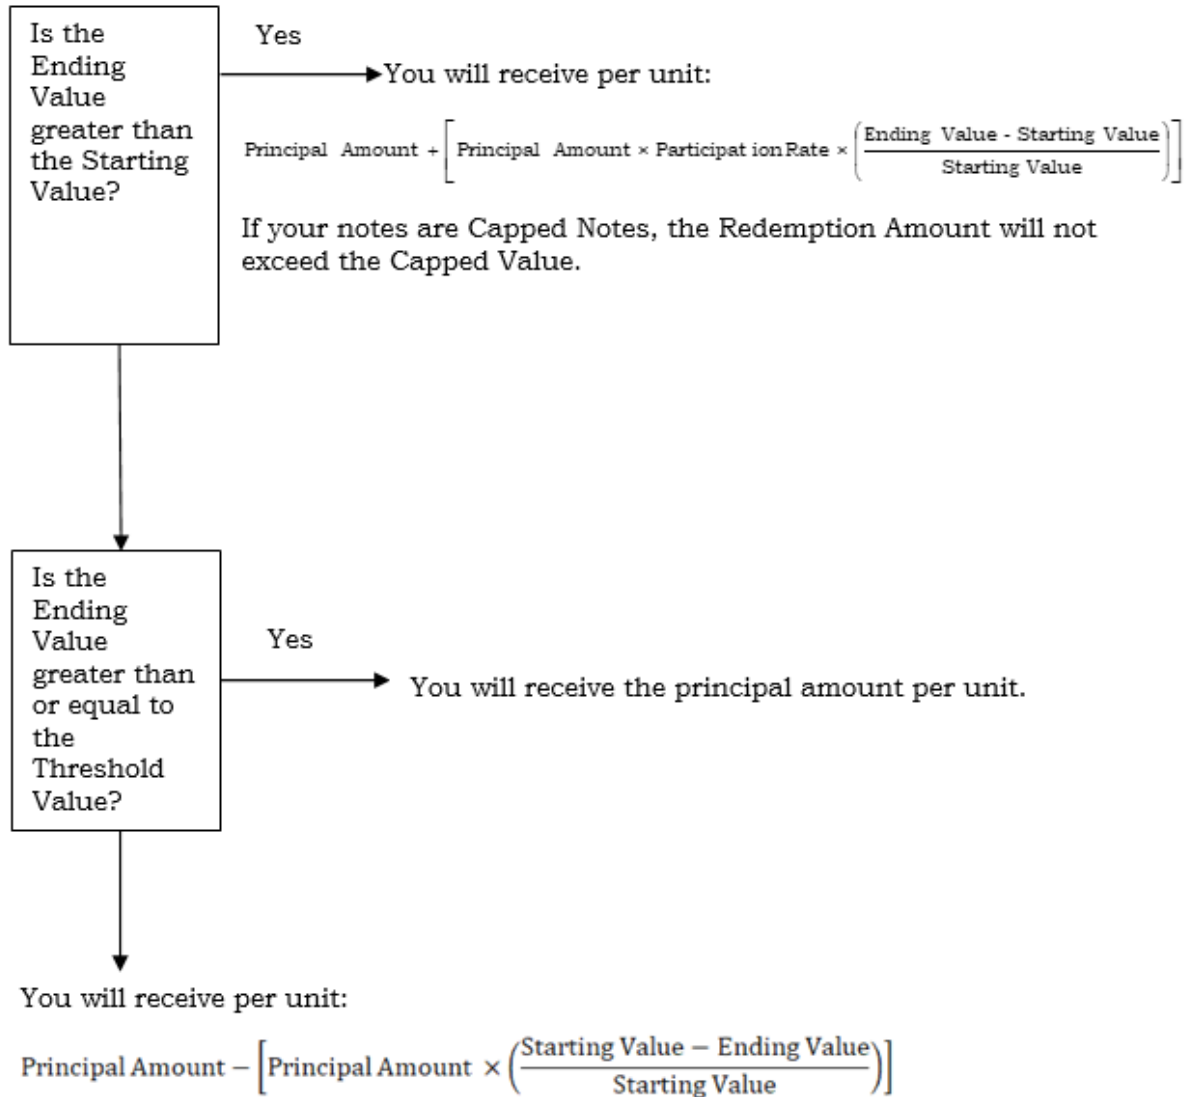 Is the
Ending
Value
greater than
the Starting
Value?
Yes
You will receive per unit:
Principal Amount + [ Principal Amount × Participat ion Rate × ( Ending Value - Starting Value / Starting Value ) ]
If your notes are Capped Notes, the Redemption Amount will not
exceed the Capped Value.
Is the
Ending
Value
greater than
or equal to
the
Threshold
Value?
Yes
You will receive the principal amount per unit.
You will receive per unit:
Principal Amount − [ Principal Amount × ( Starting Value − Ending Value / Starting Value ) ]